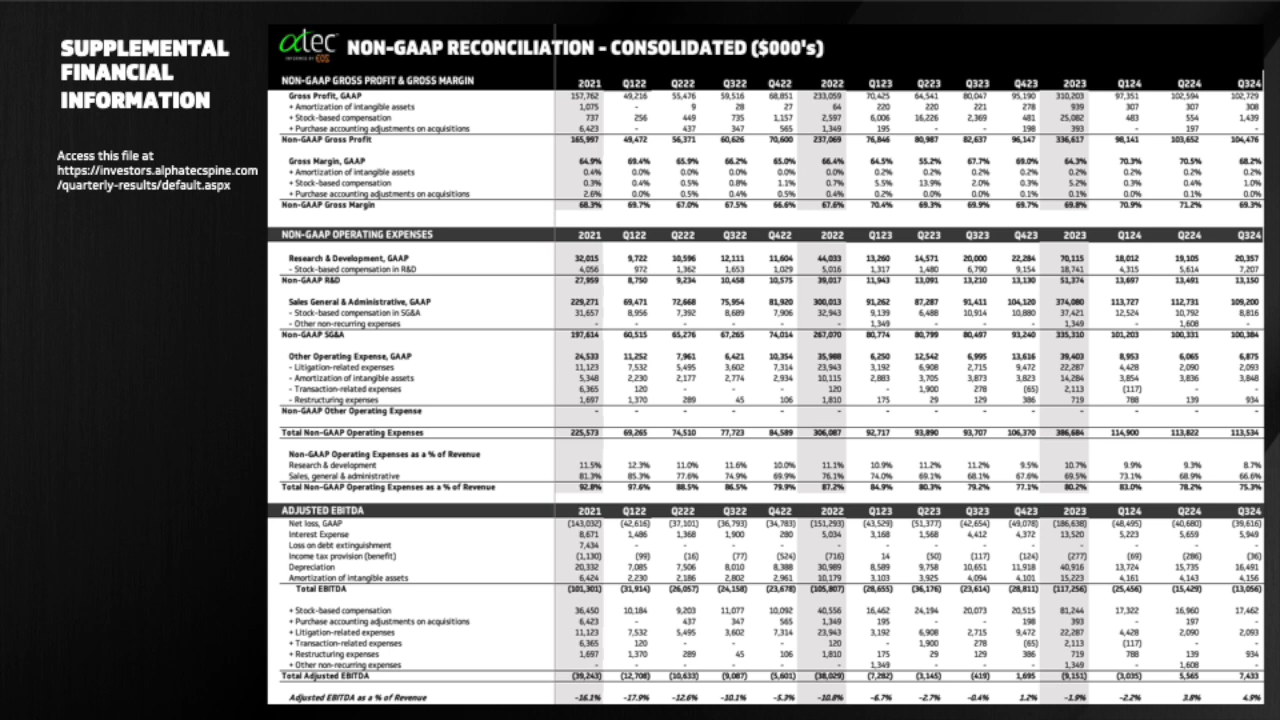 SUPPLEMENTAL
FINANCIAL
INFORMATION
Access this file at
https://investors.alphatecspine.com
/quarterly-results/default.aspx
atec
INFORMED BY EOS
NON-GAAP RECONCILIATION - CONSOLIDATED ($000's)
NON-GAAP GROSS PROFIT & GROSS MARGIN 2021 Q122 Q222 Q322 Q422 2022 Q123 Q223 Q323 Q423 2023 Q124 Q224 Q324
Gross Profit, GAAP 157,762 49,216 55,476 59,516 68,851 233,059 70,425 64,541 80,047 95,190 310,203 97,351 102,594 102,729
+ Amortization of intangible assets 1,075 - 9 28 27 64 220 220 221 278 939 307 307 308
+ Stock-based compensation 737 256 449 735 1,157 2,597 6,006 16,226 2,369 481 25,082 483 554 1,439
+ Purchase accounting adjustments on acquisitions 6,423 - 437 347 565 1,349 195 - - 198 393 - 197 -
Non-GAAP Gross Profit 165,997 49,472 56,371 60,626 70,600 237,069 76,846 80,987 82,637 96,147 336,617 98,141 103,652 104,476
Gross Margin, GAAP 64.9% 69.4% 65.9% 66.2% 65.0% 66.4% 64.5% 55.2% 67.7% 69.0% 64.3% 70.3% 70.5% 68.2%
+ Amortization of intangible assets 0.4% 0.0% 0.0% 0.0% 0.0% 0.0% 0.2% 0.2% 0.2% 0.2% 0.2% 0.2% 0.2% 0.2%
+ Stock-based compensation 0.3% 0.4% 0.5% 0.8% 1.1% 0.7% 5.5% 13.9% 2.0% 0.3% 5.2% 0.3% 0.4% 1.0%
+ Purchase accounting adjustments on acquisitions 2.6% 0.0% 0.5% 0.4% 0.5% 0.4% 0.2% 0.0% 0.0% 0.1% 0.1% 0.0% 0.1% 0.0%
Non-GAAP Gross Margin 68.3% 69.7% 67.0% 67.5% 66.6% 67.6% 70.4% 69.3% 69.9% 69.7% 69.8% 70.9% 71.2% 69.3%
NON-GAAP OPERATING EXPENSES 2021 Q122 Q222 Q322 Q422 2022 Q123 Q223 Q323 Q423 2023 Q124 Q224 Q324
Research & Development, GAAP 32,015 9,722 10,596 12,111 11,604 44,033 13,260 14,571 20,000 22,284 70,115 18,012 19,105 20,357
- Stock-based compensation in R&D 4,056 972 1,362 1,653 1,029 5,016 1,317 1,480 6,790 9,154 18,741 4,315 5,614 7,207
Non-GAAP R&D 27,959 8,750 9,234 10,458 10,575 39,017 11,943 13,091 13,210 13,130 51,374 13,697 13,491 13,150
Sales General & Administrative, GAAP 229,271 69,471 72,668 75,954 81,920 300,013 91,262 87,287 91,411 104,120 374,080 113,727 112,731 109,200
- Stock-based compensation in SG&A 31,657 8,956 7,392 8,689 7,906 32,943 9,139 6,488 10,914 10,880 37,421 12,524 10,792 8,816
- Other non-recurring expenses - - - - - - 1,349 - - - 1,349 - 1,608 -
Non-GAAP SG&A 197,614 60,515 65,276 67,265 74,014 267,070 80,774 80,799 80,497 93,240 335,310 101,203 100,331 100,384
Other Operating Expense, GAAP 24,533 11,252 7,961 6,421 10,354 35,988 6,250 12,542 6,995 13,616 39,403 8,953 6,065 6,875
- Litigation-related expenses 11,123 7,532 5,495 3,602 7,314 23,943 3,192 6,908 2,715 9,472 22,287 4,428 2,090 2,093
- Amortization of intangible assets 5,348 2,230 2,177 2,774 2,934 10,115 2,883 3,705 3,873 3,823 14,284 3,854 3,836 3,848
- Transaction-related expenses 6,365 120 - - - 120 - 1,900 278 (65) 2,113 (117) - -
- Restructuring expenses 1,697 1,370 289 45 106 1,810 175 29 129 386 719 788 139 934
Non-GAAP Other Operating Expense - - - - - - - - - - - - - -
Total Non-GAAP Operating Expenses 225,573 69,265 74,510 77,723 84,589 306,087 92,717 93,890 93,707 106,370 386,684 114,900 113,822 113,534
Non-GAAP Operating Expenses as a % of Revenue
Research & development 11.5% 12.3% 11.0% 11.6% 10.0% 11.1% 10.9% 11.2% 11.2% 9.5% 10.7% 9.9% 9.3% 8.7%
Sales, general & administrative 81.3% 85.3% 77.6% 74.9% 69.9% 76.1% 74.0% 69.1% 68.1% 67.6% 69.5% 73.1% 68.9% 66.6%
Total Non-GAAP Operating Expenses as a % of Revenue 92.8% 97.6% 88.5% 86.5% 79.9% 87.2% 84.9% 80.3% 79.2% 77.1% 80.2% 83.0% 78.2% 75.3%
ADJUSTED EBITDA 2021 Q122 Q222 Q322 Q422 2022 Q123 Q223 Q323 Q423 2023 Q124 Q224 Q324
Net loss, GAAP (143,032) (42,616) (37,101) (36,793) (34,783) (151,293) (43,529) (51,377) (42,654) (49,078) (186,638) (48,495) (40,680) (39,616)
Interest Expense 8,671 1,486 1,368 1,900 280 5,034 3,168 1,568 4,412 4,372 13,520 5,223 5,659 5,949
Loss on debt extinguishment 7,434 - - - - - - - - - - - - -
Income tax provision (benefit) (1,130) (99) (16) (77) (524) (716) 14 (50) (117) (124) (277) (69) (286) (36)
Depreciation 20,332 7,085 7,506 8,010 8,388 30,989 8,589 9,758 10,651 11,918 40,916 13,724 15,735 16,491
Amortization of intangible assets 6,424 2,230 2,186 2,802 2,961 10,179 3,103 3,925 4,094 4,101 15,223 4,161 4,143 4,156
Total EBITDA (101,301) (31,914) (26,057) (24,158) (23,678) (105,807) (28,655) (36,176) (23,614) (28,811) (117,256) (25,456) (15,429) (13,056)
+ Stock-based compensation 36,450 10,184 9,203 11,077 10,092 40,556 16,462 24,194 20,073 20,515 81,244 17,322 16,960 17,462
+ Purchase accounting adjustments on acquisitions 6,423 - 437 347 565 1,349 195 - - 198 393 - 197 -
+ Litigation-related expenses 11,123 7,532 5,495 3,602 7,314 23,943 3,192 6,908 2,715 9,472 22,287 4,428 2,090 2,093
+ Transaction-related expenses 6,365 120 - - - 120 - 1,900 278 (65) 2,113 (117) - -
+ Restructuring expenses 1,697 1,370 289 45 106 1,810 175 29 129 386 719 788 139 934
+ Other non-recurring expenses - - - - - - 1,349 - - - 1,349 - 1,608 -
Total Adjusted EBITDA (39,243) (12,708) (10,633) (9,087) (5,601) (38,029) (7,282) (3,145) (419) 1,695 (9,151) (3,035) 5,565 7,433
Adjusted EBITDA as a % of Revenue -16.1% -17.9% -12.6% -10.1% -5.3% -10.8% -6.7% -2.7% -0.4% 1.2% -1.9% -2.2% 3.8% 4.9%